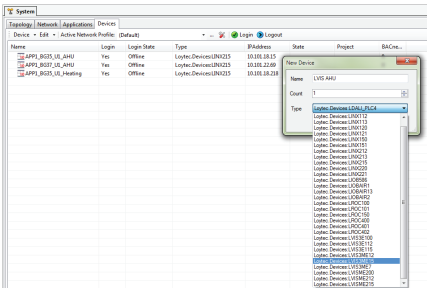 System
Topology Network Applications Devices
Device Edit Active Network Profile: (Default) ... Login Logout
Name Login Login State Type IPAddress State Project BACne...
APP1_BG35_U1_AHU Yes Offline Loytec.Devices:LINX215 10.101.18.15
APP1_BG35_U2_AHU Yes Offline Loytec.Devices:LINX215 10.101.22.69
APP1_BG35_U1_Heating Yes Offline Loytec.Devices:LINX215 10.101.18.218
New Device
Name LVIS AHU
Count 1
Type Loytec.Devices:LDALI_PLC4
Loytec.Devices:LINX112
Loytec.Devices:LINX113
Loytec.Devices:LINX120
Loytec.Devices:LINX121
Loytec.Devices:LINX150
Loytec.Devices:LINX151
Loytec.Devices:LINX212
Loytec.Devices:LINX213
Loytec.Devices:LINX215
Loytec.Devices:LINX220
Loytec.Devices:LINX221
Loytec.Devices:LIOB586
Loytec.Devices:LIOBAIR1
Loytec.Devices:LIOBAIR13
Loytec.Devices:LIOBAIR2
Loytec.Devices:LROC100
Loytec.Devices:LROC101
Loytec.Devices:LROC150
Loytec.Devices:LROC400
Loytec.Devices:LROC401
Loytec.Devices:LROC402
Loytec.Devices:LVIS3E100
Loytec.Devices:LVIS3E112
Loytec.Devices:LVIS3E115
Loytec.Devices:LVIS3ME12
Loytec.Devices:LVIS3ME15
Loytec.Devices:LVIS3ME7
Loytec.Devices:LVISME200
Loytec.Devices:LVISME212
Loytec.Devices:LVISME215